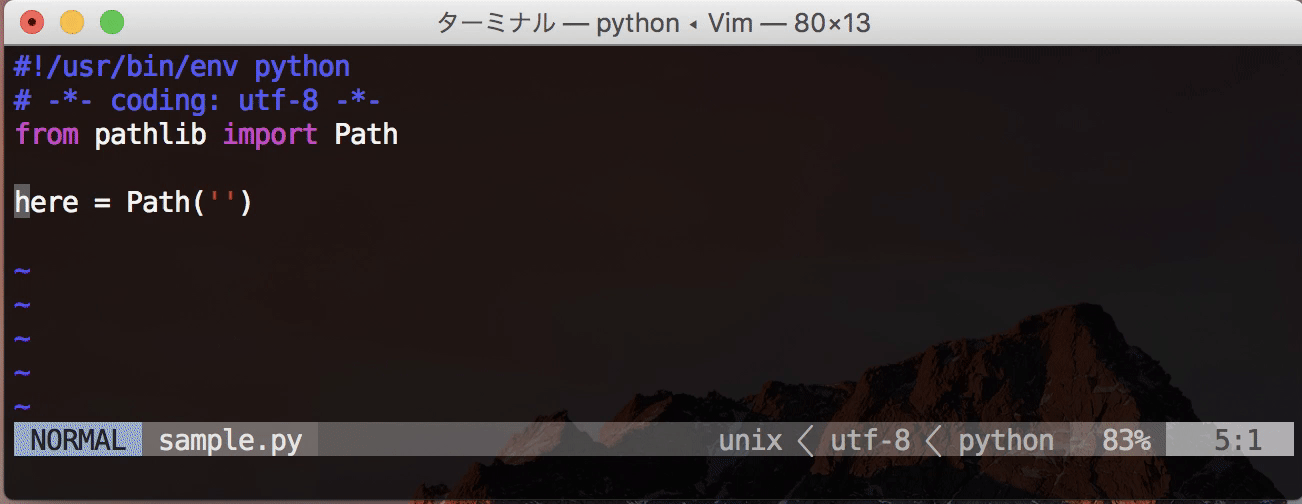 ターミナル — python ◂ Vim — 80×13
#!/usr/bin/env python
# -*- coding: utf-8 -*-
from pathlib import Path
here = Path('')
~
~
~
~
~
NORMAL sample.py unix < utf-8 < python 83% 5:1